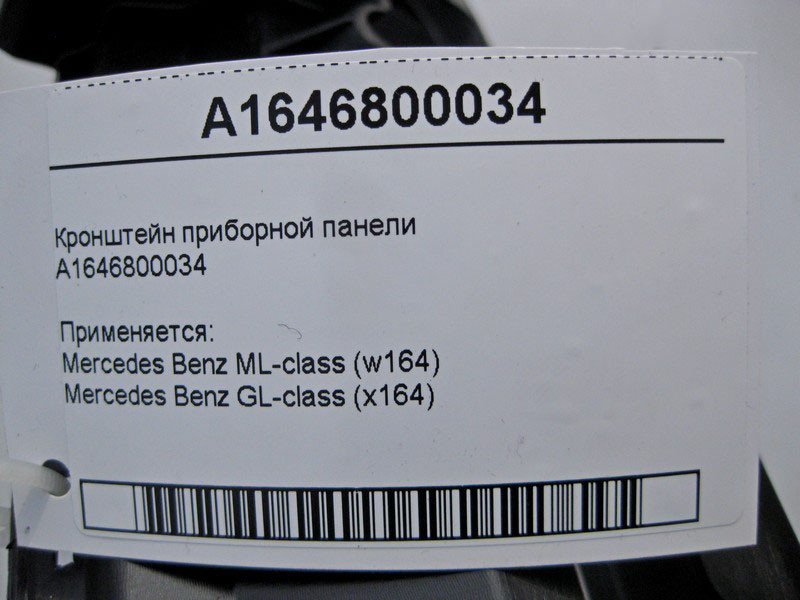 A1646800034
Кронштейн приборной панели
A1646800034
Применяется:
Mercedes Benz ML-class (w164)
Mercedes Benz GL-class (x164)